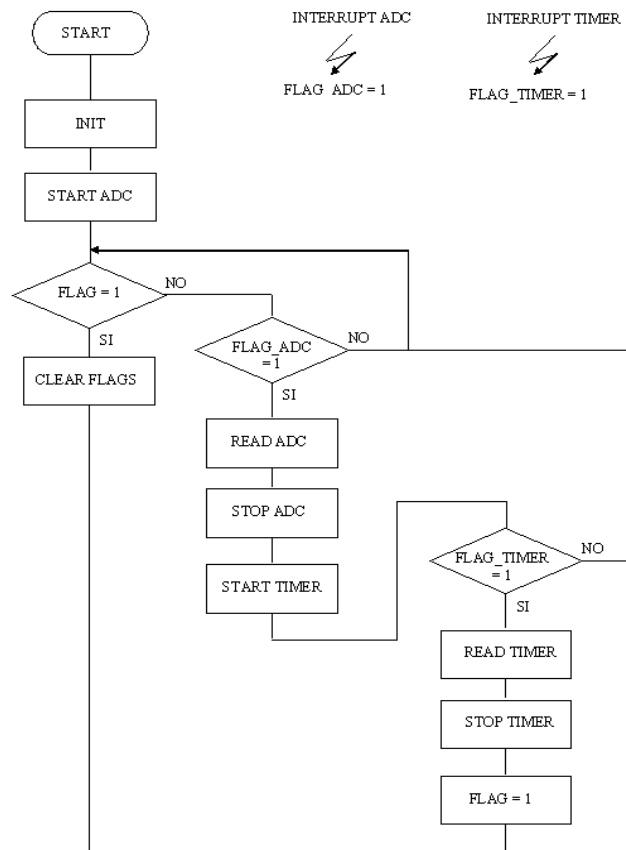 START
INTERRUPT ADC
INTERRUPT TIMER
FLAG ADC = 1
FLAG_TIMER = 1
INIT
START ADC
FLAG = 1
NO
SI
CLEAR FLAGS
FLAG_ADC
= 1
NO
SI
READ ADC
STOP ADC
START TIMER
FLAG_TIMER
= 1
NO
SI
READ TIMER
STOP TIMER
FLAG = 1